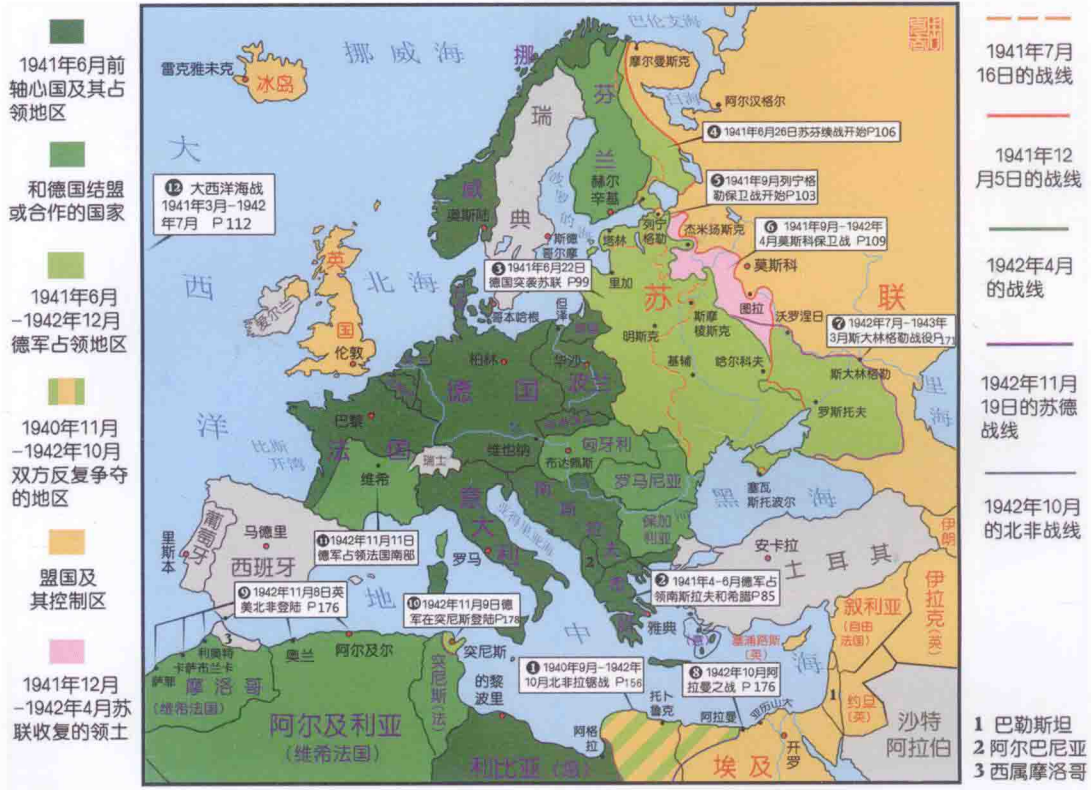 1941年6月前
轴心国及其占
领地区
和德国结盟
或合作的国家
1941年6月
-1942年12月
德军占领地区
1940年11月
-1942年10月
双方反复争夺
的地区
盟国及
其控制区
1941年12月
-1942年4月苏
联收复的领土
挪威海
巴伦支海
雷克雅未克
冰岛
挪
摩尔曼斯克
芬
白海
阿尔汉格尔
瑞
大
❹ 1941年6月26日苏芬续战开始P106
兰
⓬ 大西洋海战
1941年3月-1942
年7月 P 112
威
赫尔
辛基
❺ 1941年9月列宁格
勒保卫战开始P103
奥斯陆
典
波罗的海
列宁
格勒
杰米扬斯克
❻ 1941年9月-1942年
4月莫斯科保卫战 P109
斯德
哥尔摩
塔林
英
北海
❸ 1941年6月22日
德国突袭苏联 P99
里加
莫斯科
西
苏
联
爱尔兰
国
哥本哈根
但泽
图拉
沃罗涅日
伦敦
明斯克
斯摩
棱斯克
❼ 1942年7月-1943年
3月斯大林格勒战役P171
柏林
华沙
德国
波兰
基辅
哈尔科夫
斯大林格勒
里海
洋
巴黎
罗斯托夫
比斯
开湾
法国
维也纳
匈牙利
瑞士
布达佩斯
维希
罗马尼亚
黑海
塞瓦
斯托波尔
意大利
南斯拉夫
亚得里亚海
保加
利亚
葡萄牙
马德里
里斯本
西班牙
⓫ 1942年11月11日
德军占领法国南部
罗马
2
安卡拉
土耳其
伊朗
❷ 1941年4-6月德军占
领南斯拉夫和希腊P85
❾ 1942年11月8日英
美北非登陆 P176
地
❿ 1942年11月9日德
军在突尼斯登陆P178
雅典
(意)
塞浦路斯
(英)
叙利亚
(自由
法国)
伊拉克(英)
中
海
3
利奥特
卡萨布兰卡
萨非
奥兰
阿尔及尔
突尼斯
突尼斯(法)
❶ 1940年9月-1942年
10月北非拉锯战 P156
❽ 1942年10月阿
拉曼之战 P 176
摩洛哥
(维希法国)
的黎
波里
托卜
鲁克
阿拉曼
亚历山大
1
约旦
(英)
阿尔及利亚
(维希法国)
阿格
拉
开罗
沙特
阿拉伯
利比亚(意)
埃及
1941年7月
16日的战线
1941年12
月5日的战线
1942年4月
的战线
1942年11月
19日的苏德
战线
1942年10月
的北非战线
1 巴勒斯坦
2 阿尔巴尼亚
3 西属摩洛哥